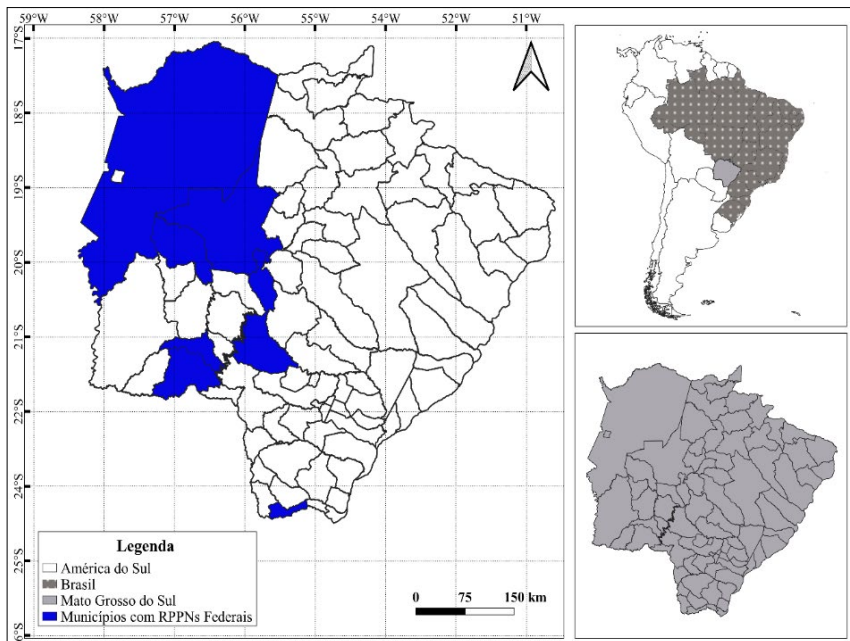 59°W 58°W 57°W 55°W 54°W 53°W 52°W 51°W
17°S
18°S
19°S
20°S
21°S
22°S
24°S
25°S
6°S
Legenda
América do Sul
Brasil
Mato Grosso do Sul
Municípios com RPPNs Federais
0 75 150 km